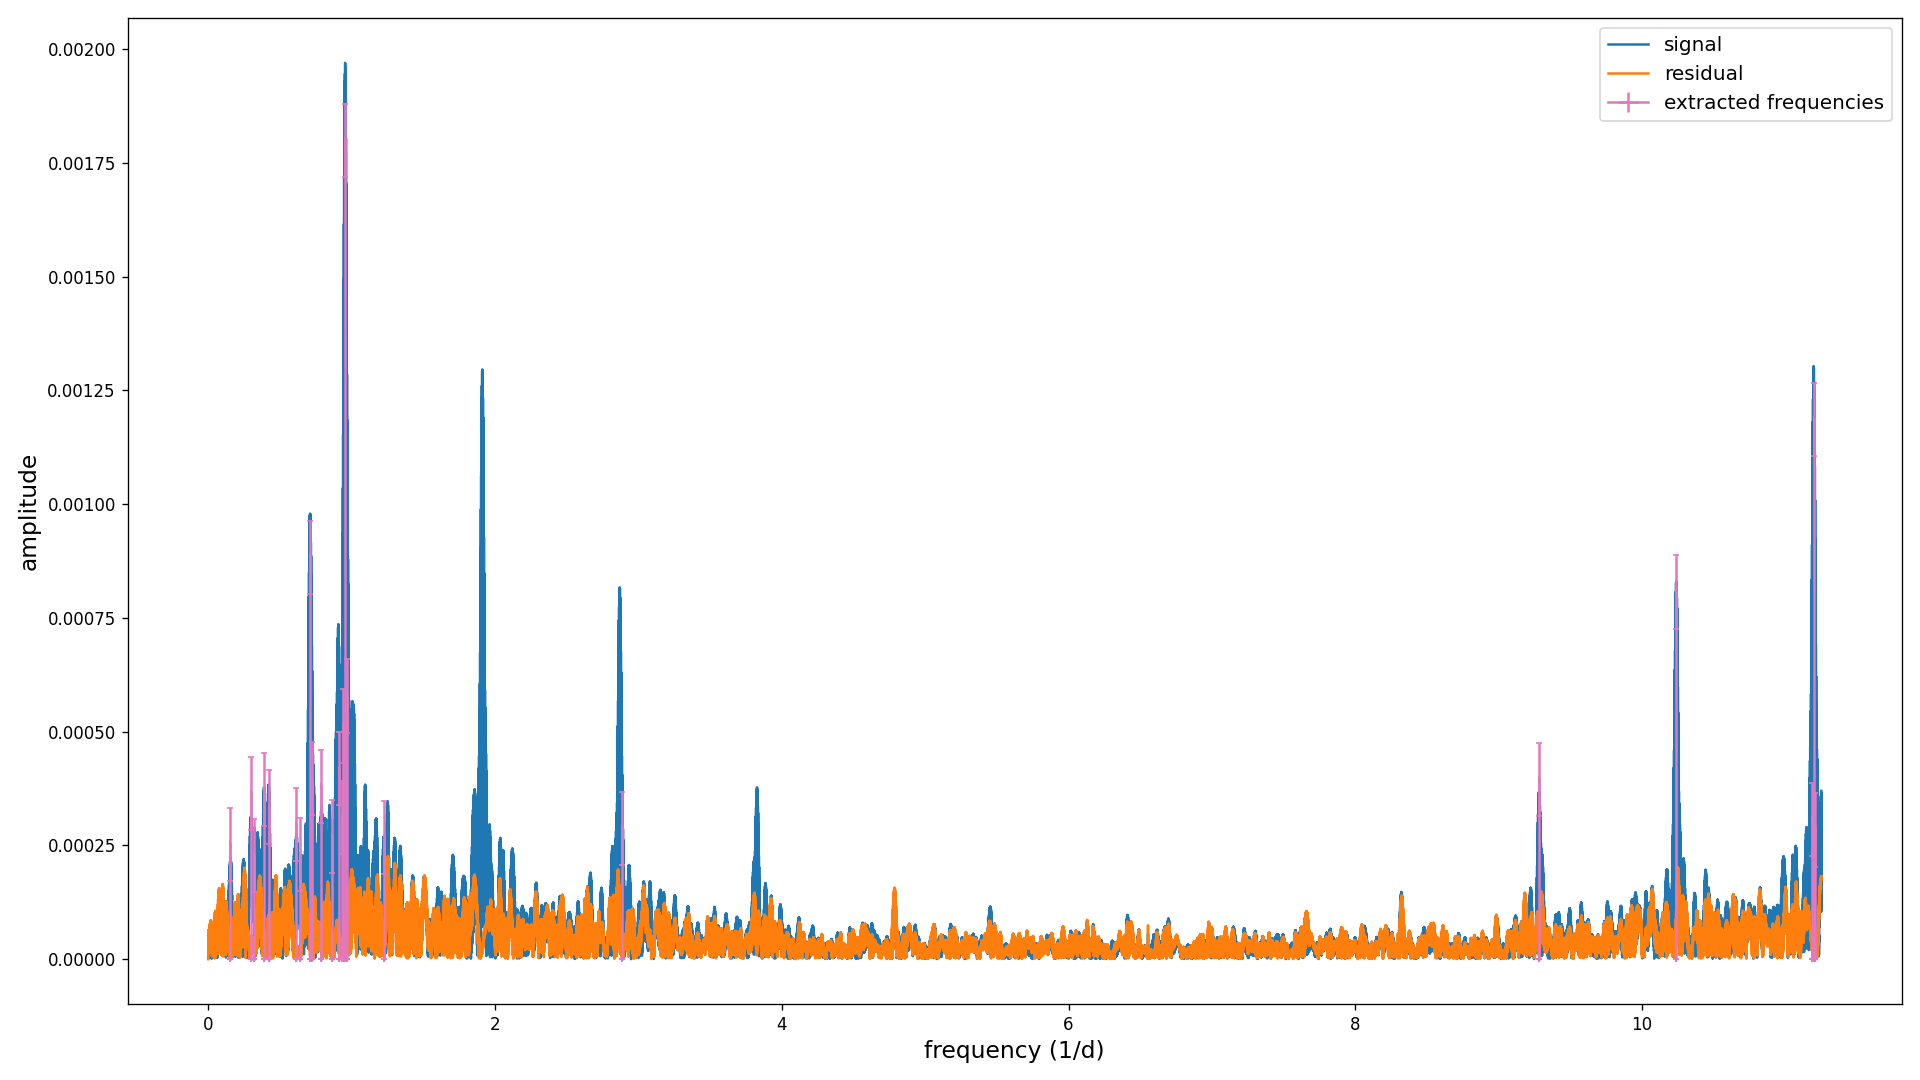 signal
residual
extracted frequencies
0.00200
0.00175
0.00150
0.00125
0.00100
0.00075
0.00050
0.00025
0.00000
amplitude
0 2 4 6 8 10
frequency (1/d)